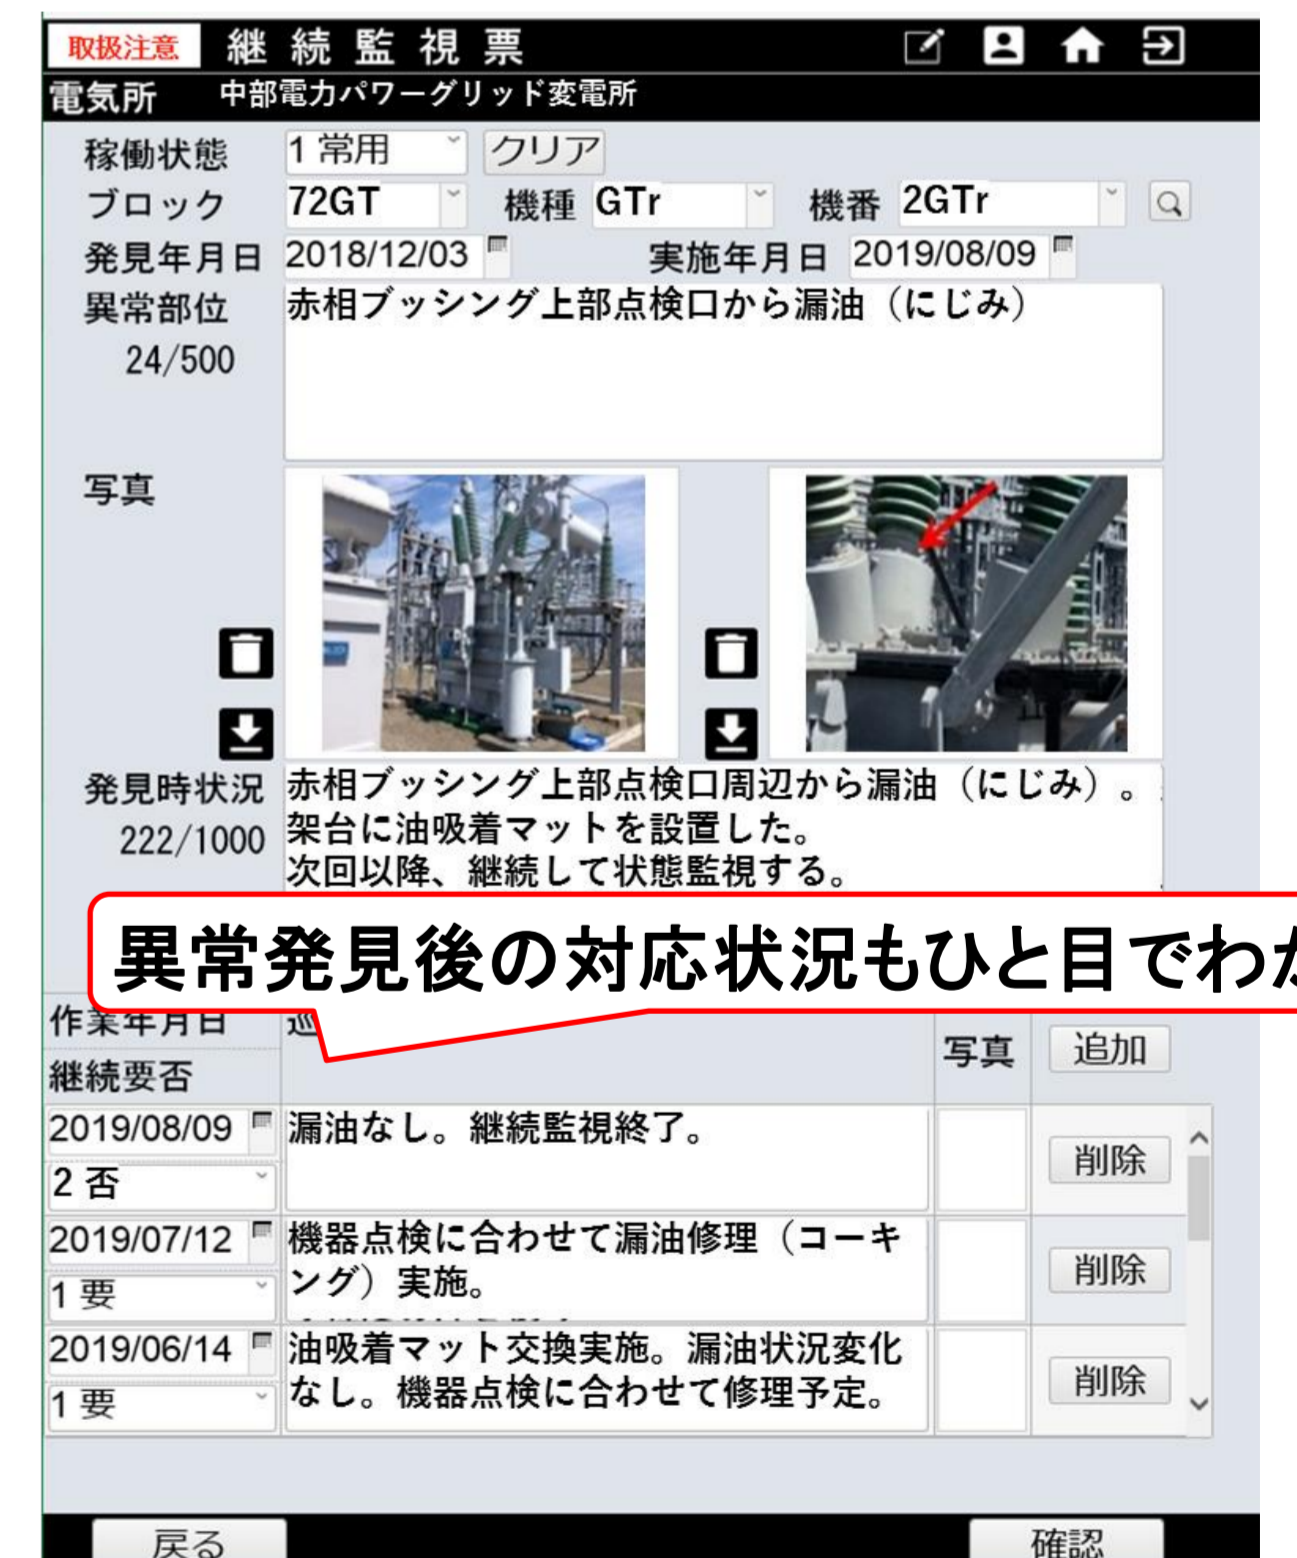 取扱注意 継続監視票
電気所 中部電力パワーグリッド変電所
稼働状態 1 常用 クリア
ブロック 72GT 機種 GTr 機番 2GTr
発見年月日 2018/12/03 実施年月日 2019/08/09
異常部位 赤相ブッシング上部点検口から漏油（にじみ）
24/500
写真
発見時状況 赤相ブッシング上部点検口周辺から漏油（にじみ）。
222/1000 架台に油吸着マットを設置した。
次回以降、継続して状態監視する。
異常発見後の対応状況もひと目でわ
作業年月日
継続要否 写真 追加
2019/08/09 漏油なし。継続監視終了。
2 否 削除
2019/07/12 機器点検に合わせて漏油修理（コーキ
1 要 ング）実施。 削除
2019/06/14 油吸着マット交換実施。漏油状況変化
1 要 なし。機器点検に合わせて修理予定。 削除
戻る 確認